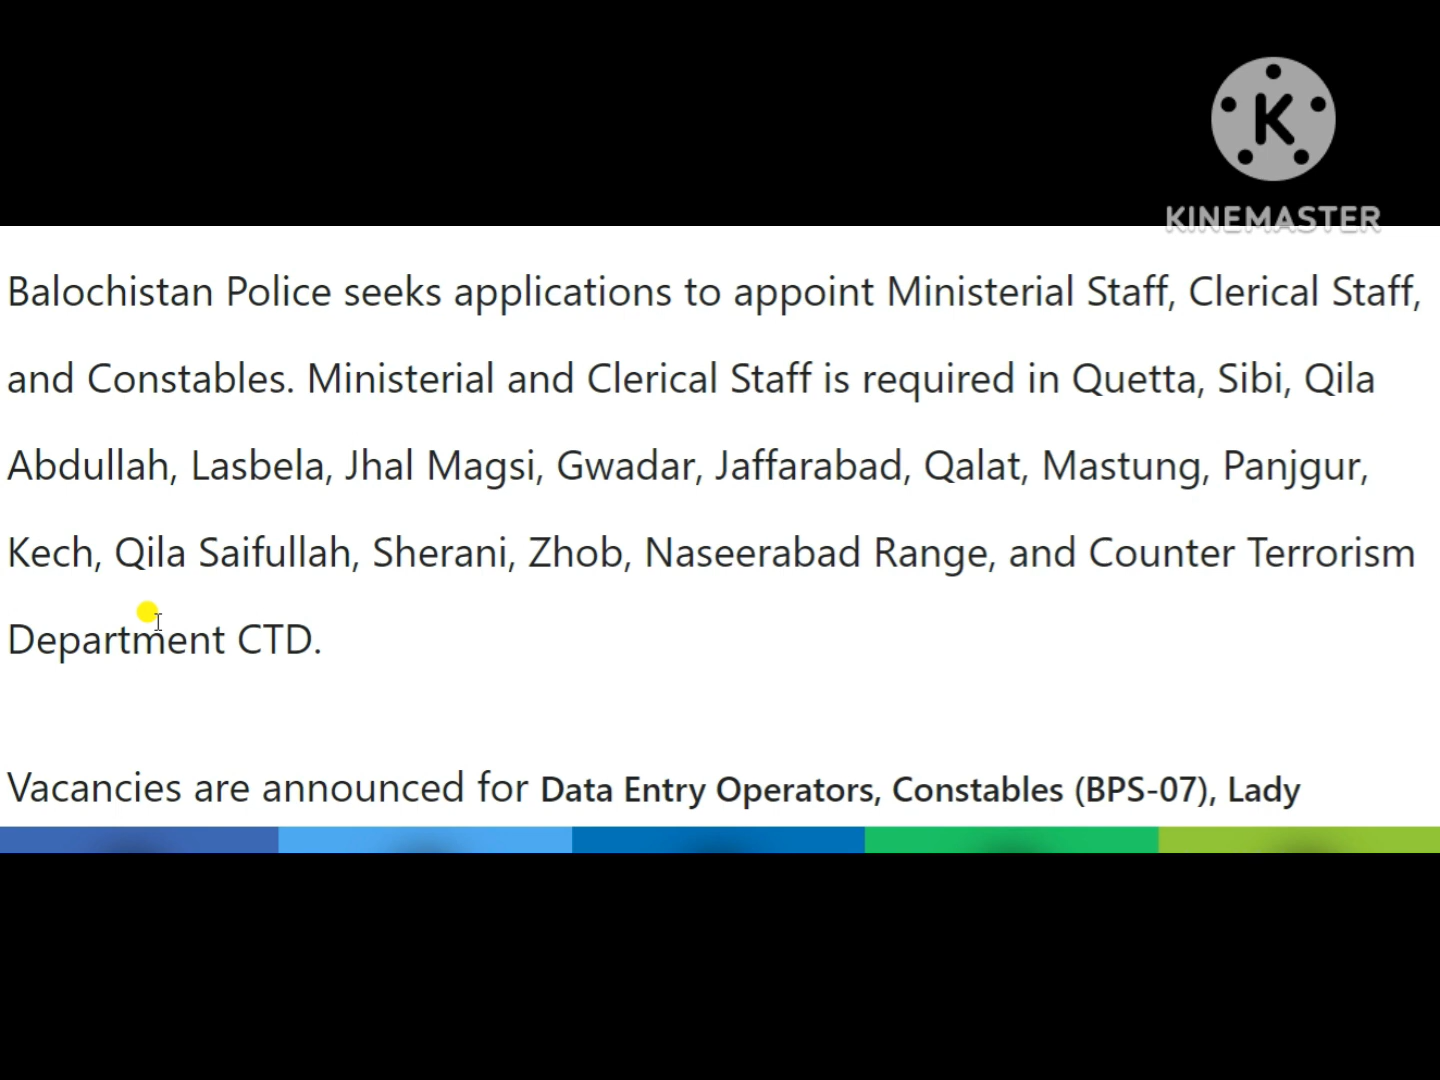 K
KINEMASTER
Balochistan Police seeks applications to appoint Ministerial Staff, Clerical Staff,
and Constables. Ministerial and Clerical Staff is required in Quetta, Sibi, Qila
Abdullah, Lasbela, Jhal Magsi, Gwadar, Jaffarabad, Qalat, Mastung, Panjgur,
Kech, Qila Saifullah, Sherani, Zhob, Naseerabad Range, and Counter Terrorism
Department CTD.
Vacancies are announced for Data Entry Operators, Constables (BPS-07), Lady